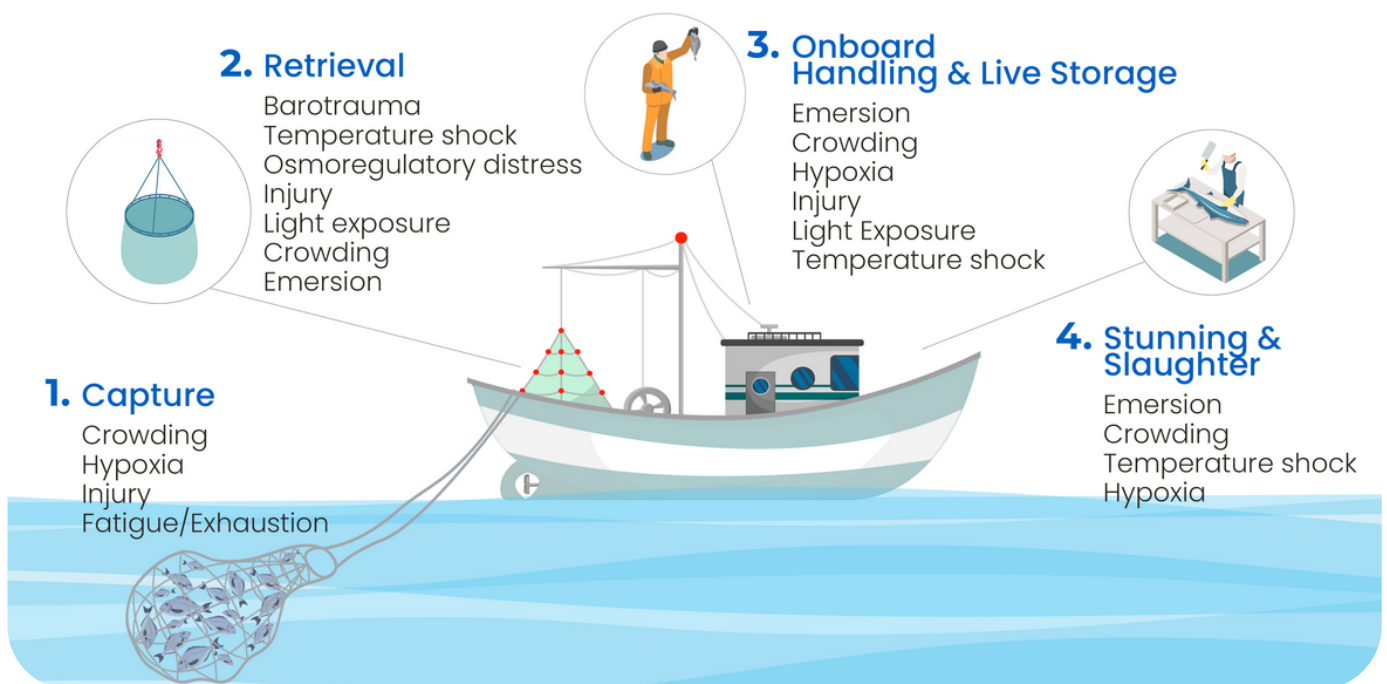 1. Capture
Crowding
Hypoxia
Injury
Fatigue/Exhaustion
2. Retrieval
Barotrauma
Temperature shock
Osmoregulatory distress
Injury
Light exposure
Crowding
Emersion
3. Onboard
Handling & Live Storage
Emersion
Crowding
Hypoxia
Injury
Light Exposure
Temperature shock
4. Stunning &
Slaughter
Emersion
Crowding
Temperature shock
Hypoxia